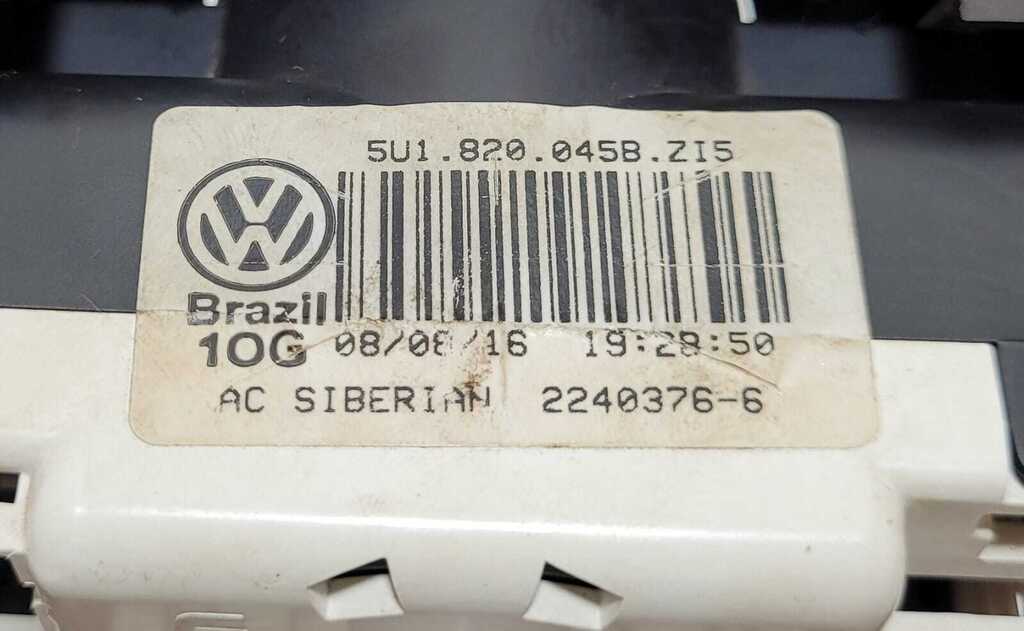 5U1.820.045B.ZI5
Brazil
10G 08/08/16 19:28:50
AC SIBERIAN 2240376-6